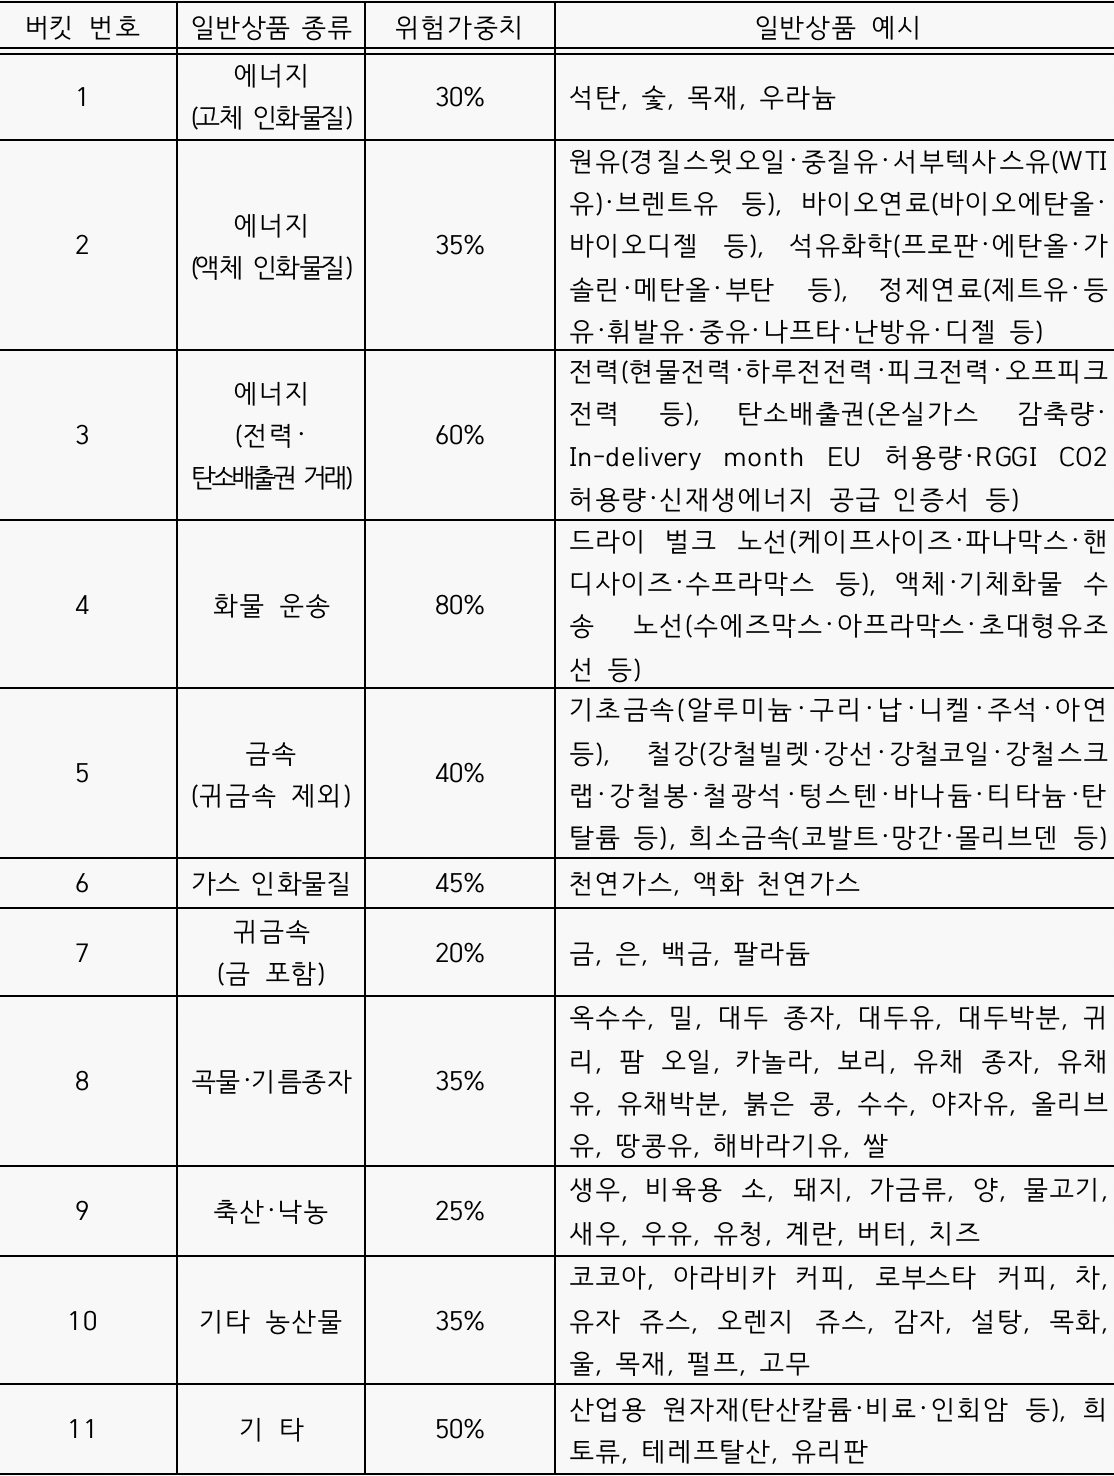 버킷 번호 일반상품 종류 위험가중치 일반상품 예시
1
에너지
(고체 인화물질)
30%
석탄, 숯, 목재, 우라늄
2
에너지
(액체 인화물질)
35%
원유(경질스윗오일·중질유·서부텍사스유(WTI
유)·브렌트유 등), 바이오연료(바이오에탄올·
바이오디젤 등), 석유화학(프로판·에탄올·가
솔린·메탄올·부탄 등), 정제연료(제트유·등
유·휘발유·중유·나프타·난방유·디젤 등)
3
에너지
(전력·
탄소배출권 거래)
60%
전력(현물전력·하루전전력·피크전력·오프피크
전력 등), 탄소배출권(온실가스 감축량·
In-delivery month EU 허용량·RGGI CO2
허용량·신재생에너지 공급 인증서 등)
4
화물 운송
80%
드라이 벌크 노선(케이프사이즈·파나막스·핸
디사이즈·수프라막스 등), 액체·기체화물 수
송 노선(수에즈막스·아프라막스·초대형유조
선 등)
5
금속
(귀금속 제외)
40%
기초금속(알루미늄·구리·납·니켈·주석·아연
등), 철강(강철빌렛·강선·강철코일·강철스크
랩·강철봉·철광석·텅스텐·바나듐·티타늄·탄
탈륨 등), 희소금속(코발트·망간·몰리브덴 등)
6
가스 인화물질
45%
천연가스, 액화 천연가스
7
귀금속
(금 포함)
20%
금, 은, 백금, 팔라듐
8
곡물·기름종자
35%
옥수수, 밀, 대두 종자, 대두유, 대두박분, 귀
리, 팜 오일, 카놀라, 보리, 유채 종자, 유채
유, 유채박분, 붉은 콩, 수수, 야자유, 올리브
유, 땅콩유, 해바라기유, 쌀
9
축산·낙농
25%
생우, 비육용 소, 돼지, 가금류, 양, 물고기,
새우, 우유, 유청, 계란, 버터, 치즈
10
기타 농산물
35%
코코아, 아라비카 커피, 로부스타 커피, 차,
유자 쥬스, 오렌지 쥬스, 감자, 설탕, 목화,
울, 목재, 펄프, 고무
11
기 타
50%
산업용 원자재(탄산칼륨·비료·인회암 등), 희
토류, 테레프탈산, 유리판